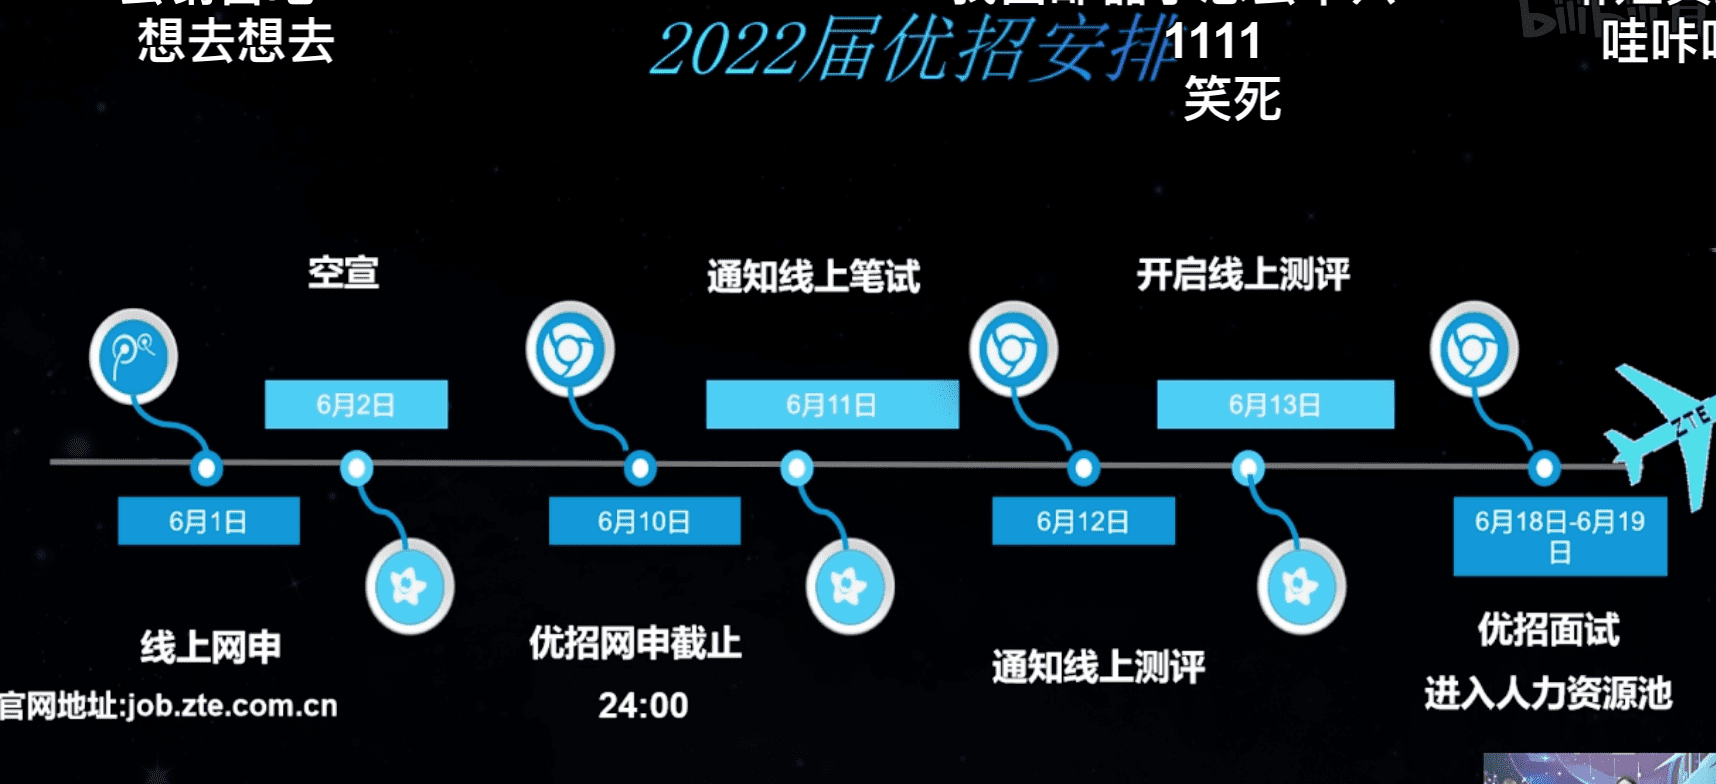 想去想去
2022届优招安排
1111
笑死
哇咔
bilibili
空宣
通知线上笔试
开启线上测评
6月2日
6月11日
6月13日
ZTE
6月1日
6月10日
6月12日
6月18日-6月19
日
线上网申
优招网申截止
通知线上测评
优招面试
官网地址:job.zte.com.cn
24:00
进入人力资源池